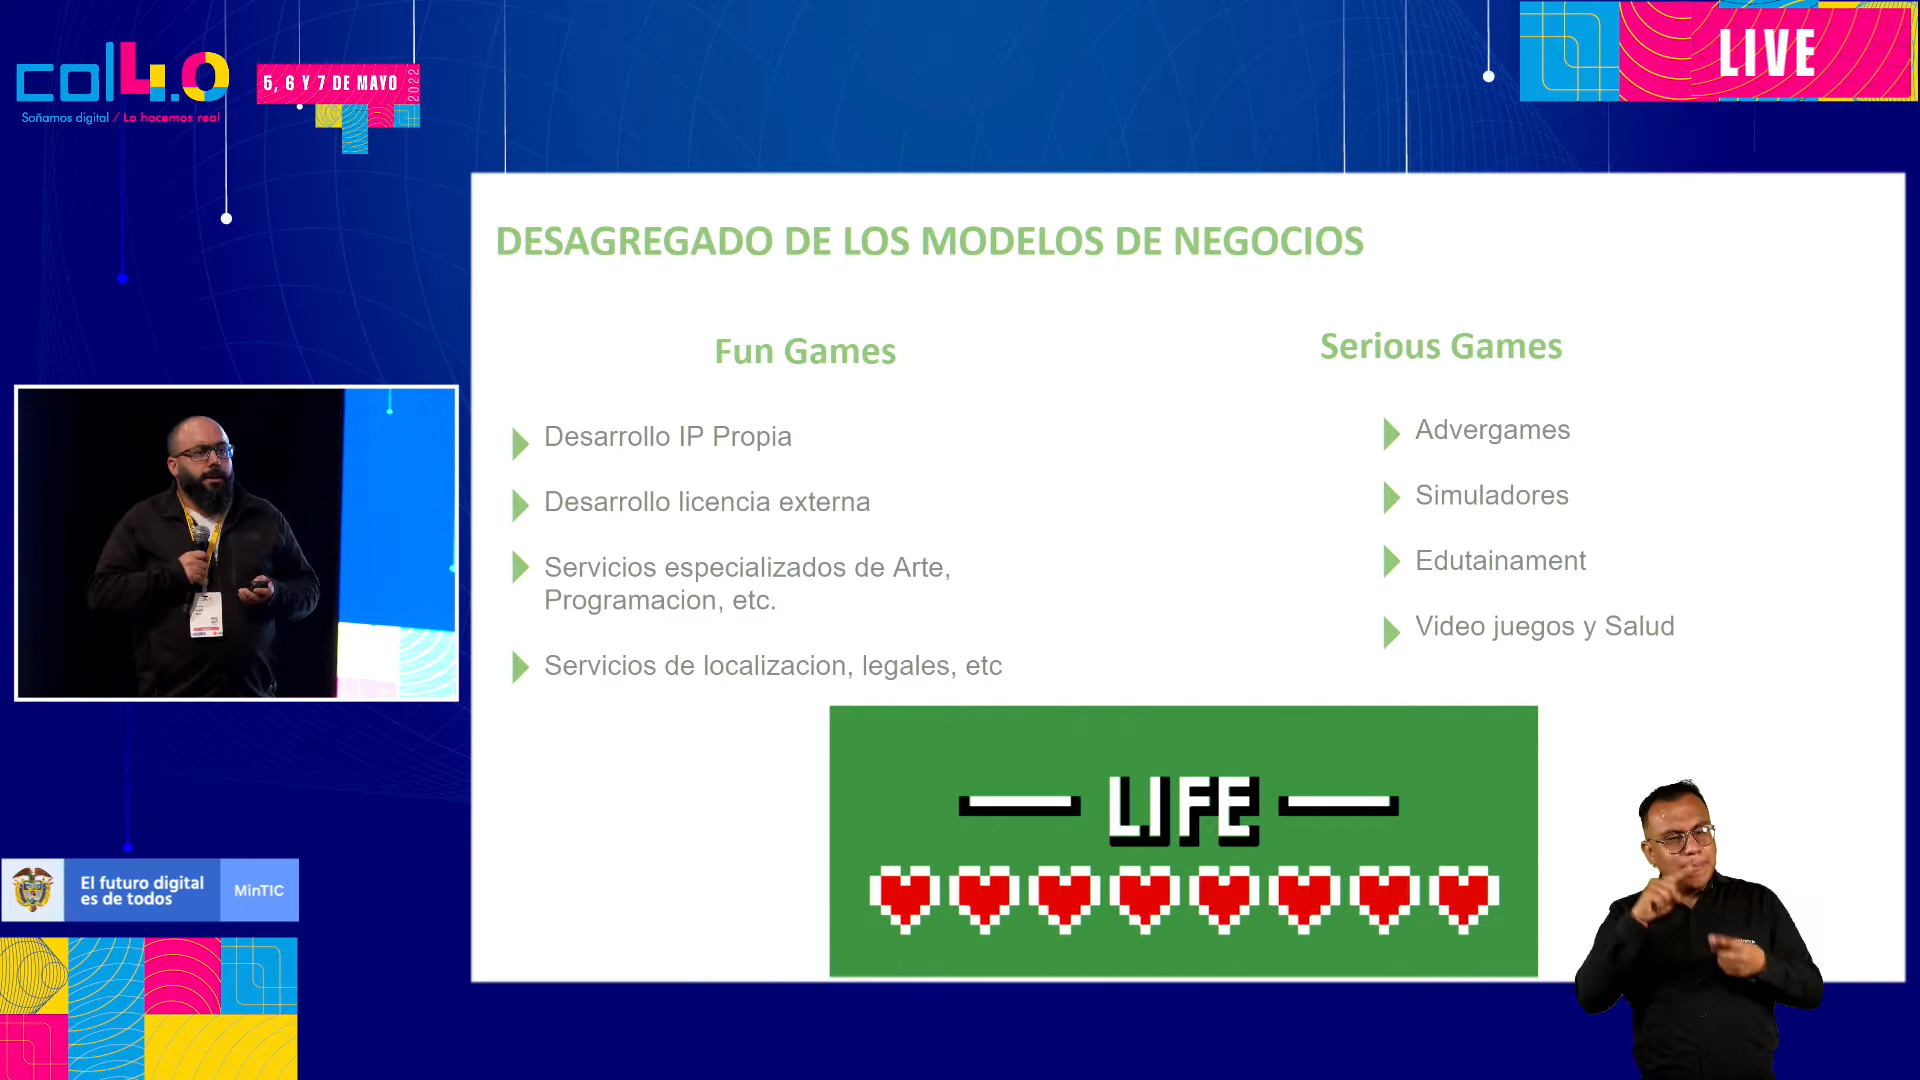 col4.0
Soñamos digital / Lo hacemos real
5, 6 Y 7 DE MAYO
2022
LIVE
DESAGREGADO DE LOS MODELOS DE NEGOCIOS
Fun Games
Desarrollo IP Propia
Desarrollo licencia externa
Servicios especializados de Arte,
Programacion, etc.
Servicios de localizacion, legales, etc
Serious Games
Advergames
Simuladores
Edutainament
Video juegos y Salud
LIFE
El futuro digital
es de todos
MinTIC